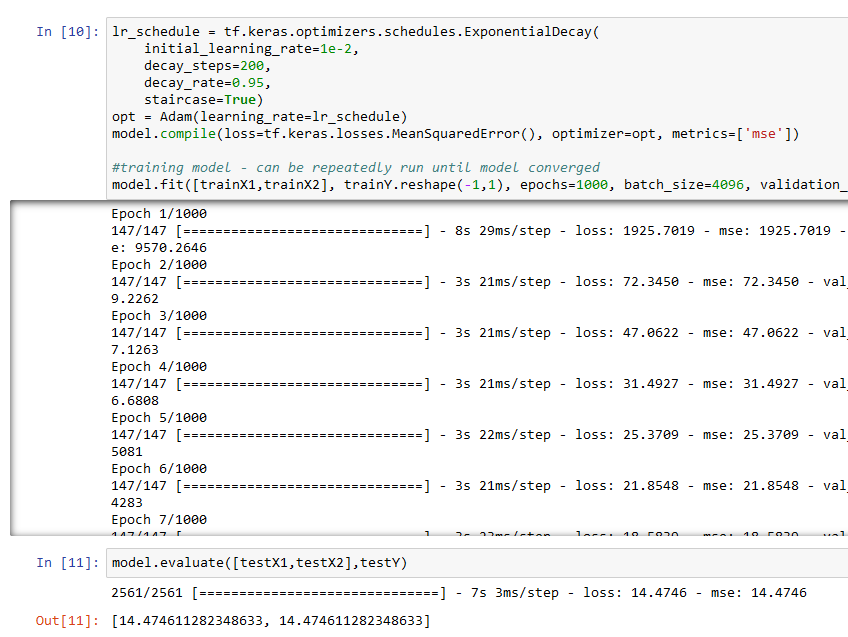 In [10]: lr_schedule = tf.keras.optimizers.schedules.ExponentialDecay(
    initial_learning_rate=1e-2,
    decay_steps=200,
    decay_rate=0.95,
    staircase=True)
opt = Adam(learning_rate=lr_schedule)
model.compile(loss=tf.keras.losses.MeanSquaredError(), optimizer=opt, metrics=['mse'])
#training model - can be repeatedly run until model converged
model.fit([trainX1,trainX2], trainY.reshape(-1,1), epochs=1000, batch_size=4096, validation_
Epoch 1/1000
147/147 [==============================] - 8s 29ms/step - loss: 1925.7019 - mse: 1925.7019 -
e: 9570.2646
Epoch 2/1000
147/147 [==============================] - 3s 21ms/step - loss: 72.3450 - mse: 72.3450 - val_
9.2262
Epoch 3/1000
147/147 [==============================] - 3s 21ms/step - loss: 47.0622 - mse: 47.0622 - val_
7.1263
Epoch 4/1000
147/147 [==============================] - 3s 21ms/step - loss: 31.4927 - mse: 31.4927 - val_
6.6808
Epoch 5/1000
147/147 [==============================] - 3s 22ms/step - loss: 25.3709 - mse: 25.3709 - val_
5081
Epoch 6/1000
147/147 [==============================] - 3s 21ms/step - loss: 21.8548 - mse: 21.8548 - val_
4283
Epoch 7/1000
In [11]: model.evaluate([testX1,testX2],testY)
2561/2561 [==============================] - 7s 3ms/step - loss: 14.4746 - mse: 14.4746
Out[11]: [14.474611282348633, 14.474611282348633]